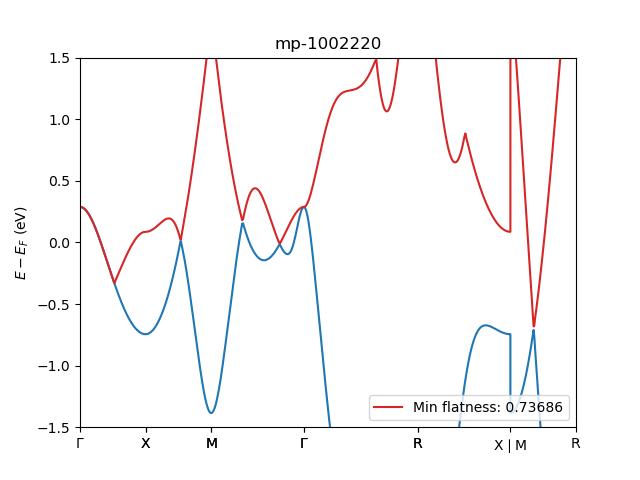 mp-1002220
1.5
1.0
0.5
0.0
−0.5
−1.0
−1.5
E − E_F (eV)
Min flatness: 0.73686
Γ X M Γ R X | M R